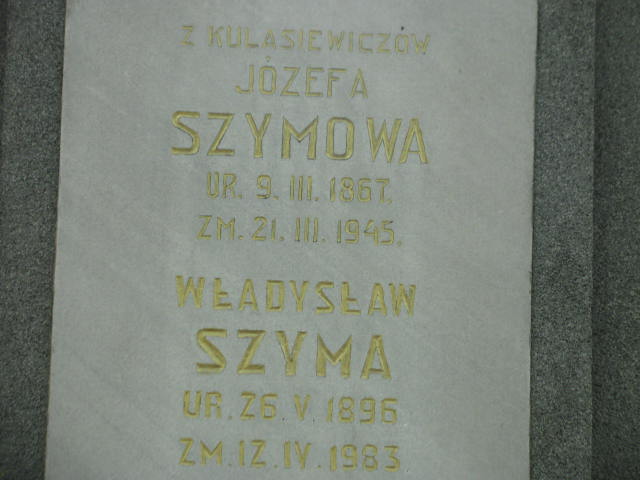 Z KULASIEWICZÓW
JÓZEFA
SZYMOWA
UR. 9. III. 1867.
ZM. 21. III. 1945.
WŁADYSŁAW
SZYMA
UR. 26. V. 1896
ZM. 12. IV. 1983